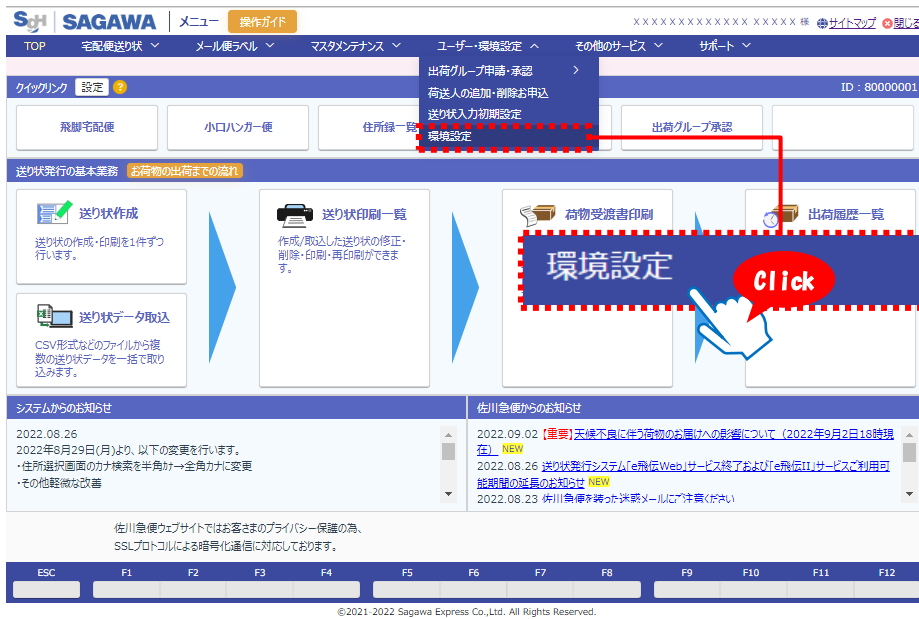 SGH SAGAWA メニュー 操作ガイド XXXXXXXXXXXXX XXXXX 様 サイトマップ 閉じる
TOP 宅配便送り状 メール便ラベル マスタメンテナンス ユーザー・環境設定 その他のサービス サポート
出荷グループ申請・承認
荷送人の追加・削除お申込
送り状入力初期設定
環境設定
クイックリンク 設定 ? ID : 80000001
飛脚宅配便 小口ハンガー便 住所録一覧 出荷グループ承認
送り状発行の基本業務 お荷物の出荷までの流れ
送り状作成
送り状の作成・印刷を1件ずつ
行います。
送り状データ取込
CSV形式などのファイルから複
数の送り状データを一括で取り
込みます。
送り状印刷一覧
作成/取込した送り状の修正・
削除・印刷・再印刷ができま
す。
荷物受渡書印刷
出荷履歴一覧
環境設定
Click
システムからのお知らせ
2022.08.26
2022年8月29日(月)より、以下の変更を行います。
・住所選択画面のカナ検索を半角ｶﾅ→全角カナに変更
・その他軽微な改善
佐川急便からのお知らせ
2022.09.02 【重要】天候不良に伴う荷物のお届けへの影響について（2022年9月2日18時現
在） NEW
2022.08.26 送り状発行システム「e飛伝Web」サービス終了および「e飛伝II」サービスご利用可
能期間の延長のお知らせ NEW
2022.08.23 佐川急便を装った迷惑メールにご注意ください
佐川急便ウェブサイトではお客さまのプライバシー保護の為、
SSLプロトコルによる暗号化通信に対応しております。
ESC F1 F2 F3 F4 F5 F6 F7 F8 F9 F10 F11 F12
©2021-2022 Sagawa Express Co.,Ltd. All Rights Reserved.